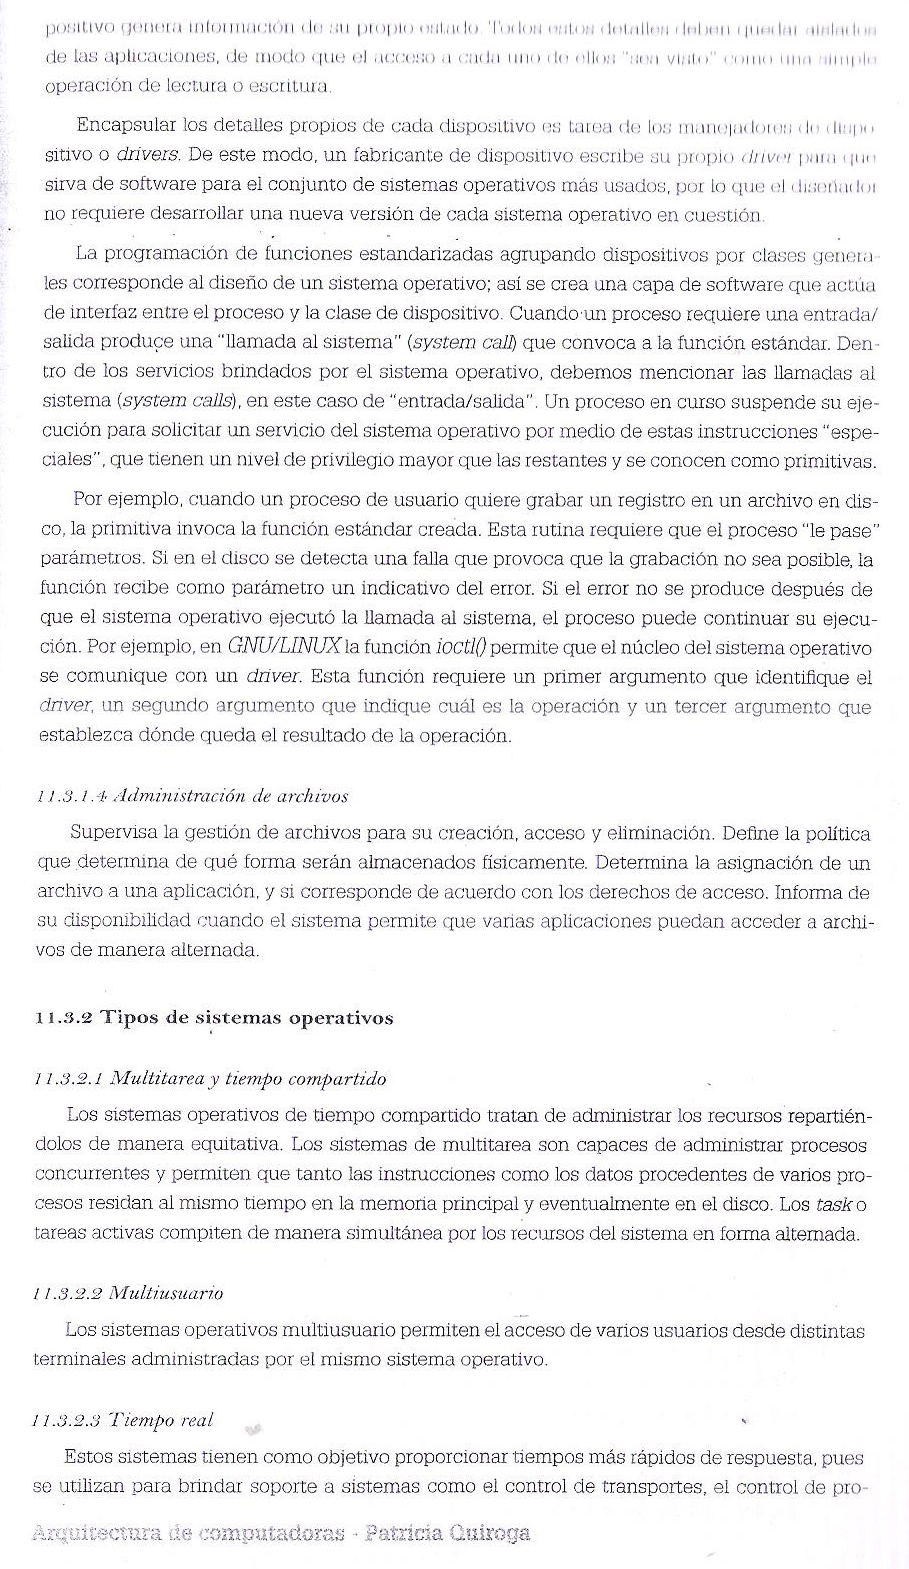 positivo genera información de su propio estado. Todos estos detalles deben quedar aislados
de las aplicaciones, de modo que el acceso a cada uno de ellos "sea visto" como una simple
operación de lectura o escritura.
Encapsular los detalles propios de cada dispositivo es tarea de los manejadores de dispo
sitivo o drivers. De este modo, un fabricante de dispositivo escribe su propio driver para que
sirva de software para el conjunto de sistemas operativos más usados, por lo que el diseñador
no requiere desarrollar una nueva versión de cada sistema operativo en cuestión.
La programación de funciones estandarizadas agrupando dispositivos por clases genera-
les corresponde al diseño de un sistema operativo; así se crea una capa de software que actúa
de interfaz entre el proceso y la clase de dispositivo. Cuando un proceso requiere una entrada/
salida produce una "llamada al sistema" (system call) que convoca a la función estándar. Den-
tro de los servicios brindados por el sistema operativo, debemos mencionar las llamadas al
sistema (system calls), en este caso de "entrada/salida". Un proceso en curso suspende su eje-
cución para solicitar un servicio del sistema operativo por medio de estas instrucciones "espe-
ciales", que tienen un nivel de privilegio mayor que las restantes y se conocen como primitivas.
Por ejemplo, cuando un proceso de usuario quiere grabar un registro en un archivo en dis-
co, la primitiva invoca la función estándar creada. Esta rutina requiere que el proceso "le pase"
parámetros. Si en el disco se detecta una falla que provoca que la grabación no sea posible, la
función recibe como parámetro un indicativo del error. Si el error no se produce después de
que el sistema operativo ejecutó la llamada al sistema, el proceso puede continuar su ejecu-
ción. Por ejemplo, en GNU/LINUX la función ioctl() permite que el núcleo del sistema operativo
se comunique con un driver. Esta función requiere un primer argumento que identifique el
driver, un segundo argumento que indique cuál es la operación y un tercer argumento que
establezca dónde queda el resultado de la operación.
11.3.1.4 Administración de archivos
Supervisa la gestión de archivos para su creación, acceso y eliminación. Define la política
que determina de qué forma serán almacenados físicamente. Determina la asignación de un
archivo a una aplicación, y si corresponde de acuerdo con los derechos de acceso. Informa de
su disponibilidad cuando el sistema permite que varias aplicaciones puedan acceder a archi-
vos de manera alternada.
11.3.2 Tipos de sistemas operativos
11.3.2.1 Multitarea y tiempo compartido
Los sistemas operativos de tiempo compartido tratan de administrar los recursos repartién-
dolos de manera equitativa. Los sistemas de multitarea son capaces de administrar procesos
concurrentes y permiten que tanto las instrucciones como los datos procedentes de varios pro-
cesos residan al mismo tiempo en la memoria principal y eventualmente en el disco. Los task o
tareas activas compiten de manera simultánea por los recursos del sistema en forma alternada.
11.3.2.2 Multiusuario
Los sistemas operativos multiusuario permiten el acceso de varios usuarios desde distintas
terminales administradas por el mismo sistema operativo.
11.3.2.3 Tiempo real
Estos sistemas tienen como objetivo proporcionar tiempos más rápidos de respuesta, pues
se utilizan para brindar soporte a sistemas como el control de transportes, el control de pro-
Arquitectura de computadoras - Patricia Quiroga